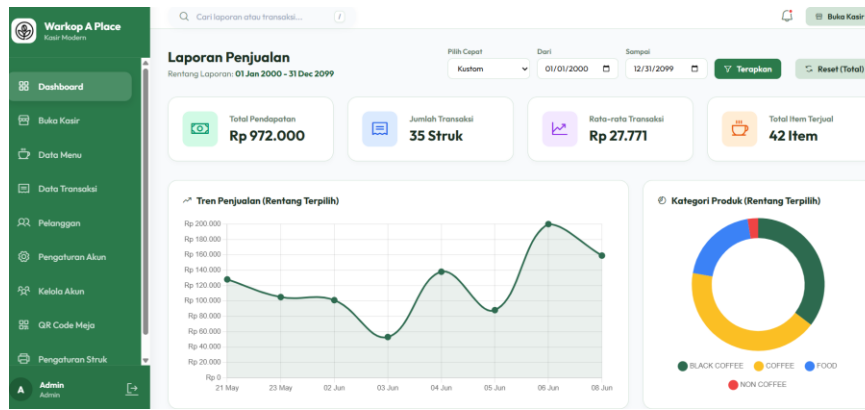 Warkop A Place
Kasir Modern
Cari laporan atau transaksi...
/
Buka Kasir
Dashboard
Buka Kasir
Data Menu
Data Transaksi
Pelanggan
Pengaturan Akun
Kelola Akun
QR Code Meja
Pengaturan Struk
A
Admin
Admin
Laporan Penjualan
Rentang Laporan: 01 Jan 2000 - 31 Dec 2099
Pilih Cepat
Kustom
Dari
01/01/2000
Sampai
12/31/2099
Terapkan
Reset (Total)
Total Pendapatan
Rp 972.000
Jumlah Transaksi
35 Struk
Rata-rata Transaksi
Rp 27.771
Total Item Terjual
42 Item
Tren Penjualan (Rentang Terpilih)
Rp 200.000
Rp 180.000
Rp 160.000
Rp 140.000
Rp 120.000
Rp 100.000
Rp 80.000
Rp 60.000
Rp 40.000
Rp 20.000
Rp 0
21 May
23 May
02 Jun
03 Jun
04 Jun
05 Jun
06 Jun
08 Jun
Kategori Produk (Rentang Terpilih)
BLACK COFFEE
COFFEE
FOOD
NON COFFEE